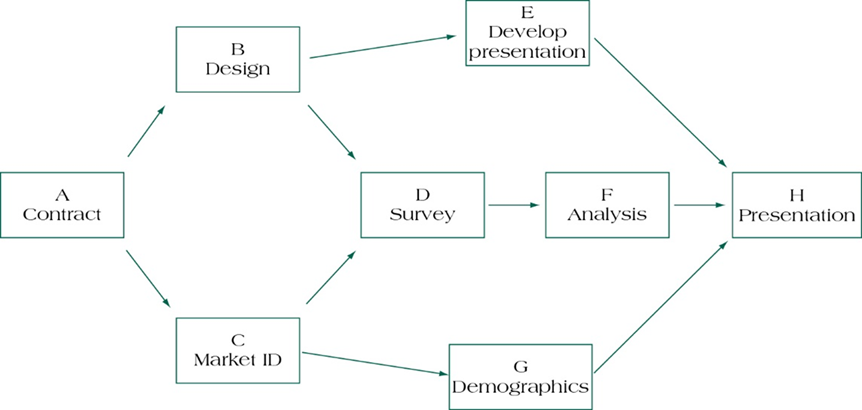 A
Contract
B
Design
C
Market ID
D
Survey
E
Develop
presentation
F
Analysis
G
Demographics
H
Presentation